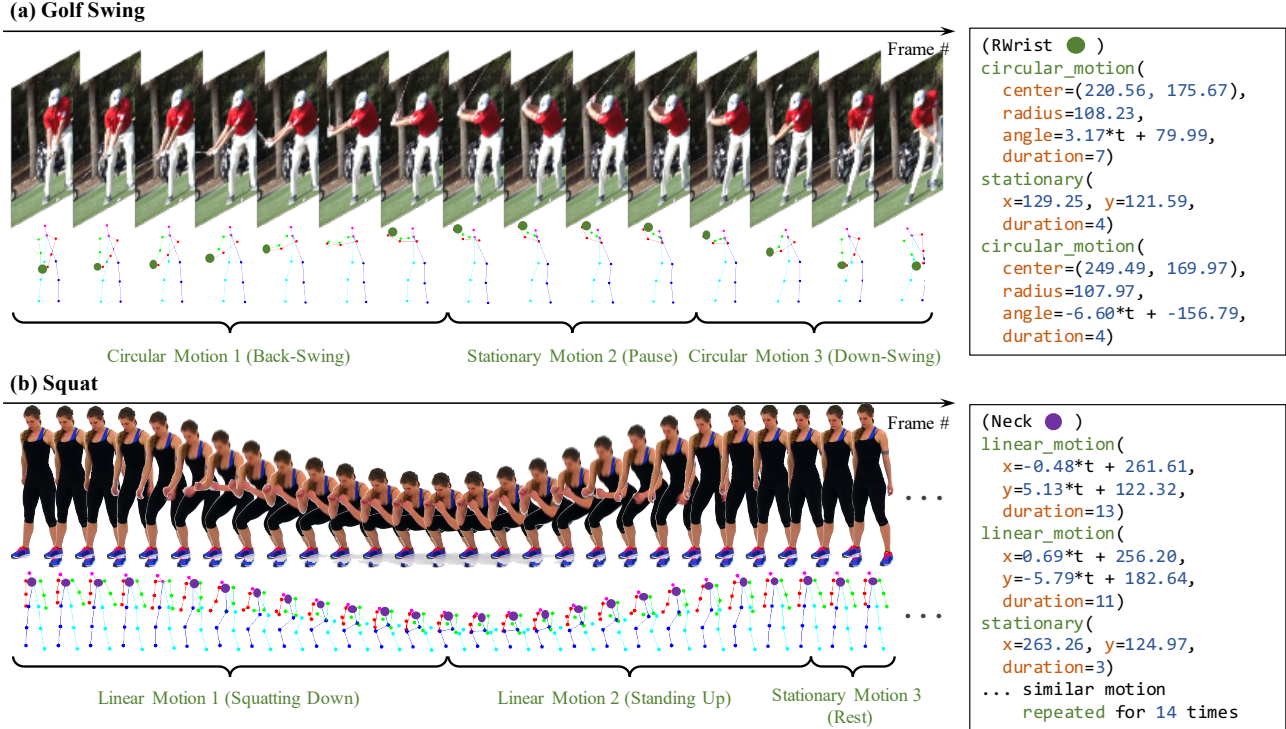 (a) Golf Swing
Frame #
Circular Motion 1 (Back-Swing)
Stationary Motion 2 (Pause)
Circular Motion 3 (Down-Swing)
(RWrist )
circular_motion(
center=(220.56, 175.67),
radius=108.23,
angle=3.17*t + 79.99,
duration=7)
stationary(
x=129.25, y=121.59,
duration=4)
circular_motion(
center=(249.49, 169.97),
radius=107.97,
angle=-6.60*t + -156.79,
duration=4)
(b) Squat
Frame #
...
...
Linear Motion 1 (Squatting Down)
Linear Motion 2 (Standing Up)
Stationary Motion 3
(Rest)
(Neck )
linear_motion(
x=-0.48*t + 261.61,
y=5.13*t + 122.32,
duration=13)
linear_motion(
x=0.69*t + 256.20,
y=-5.79*t + 182.64,
duration=11)
stationary(
x=263.26, y=124.97,
duration=3)
... similar motion
repeated for 14 times